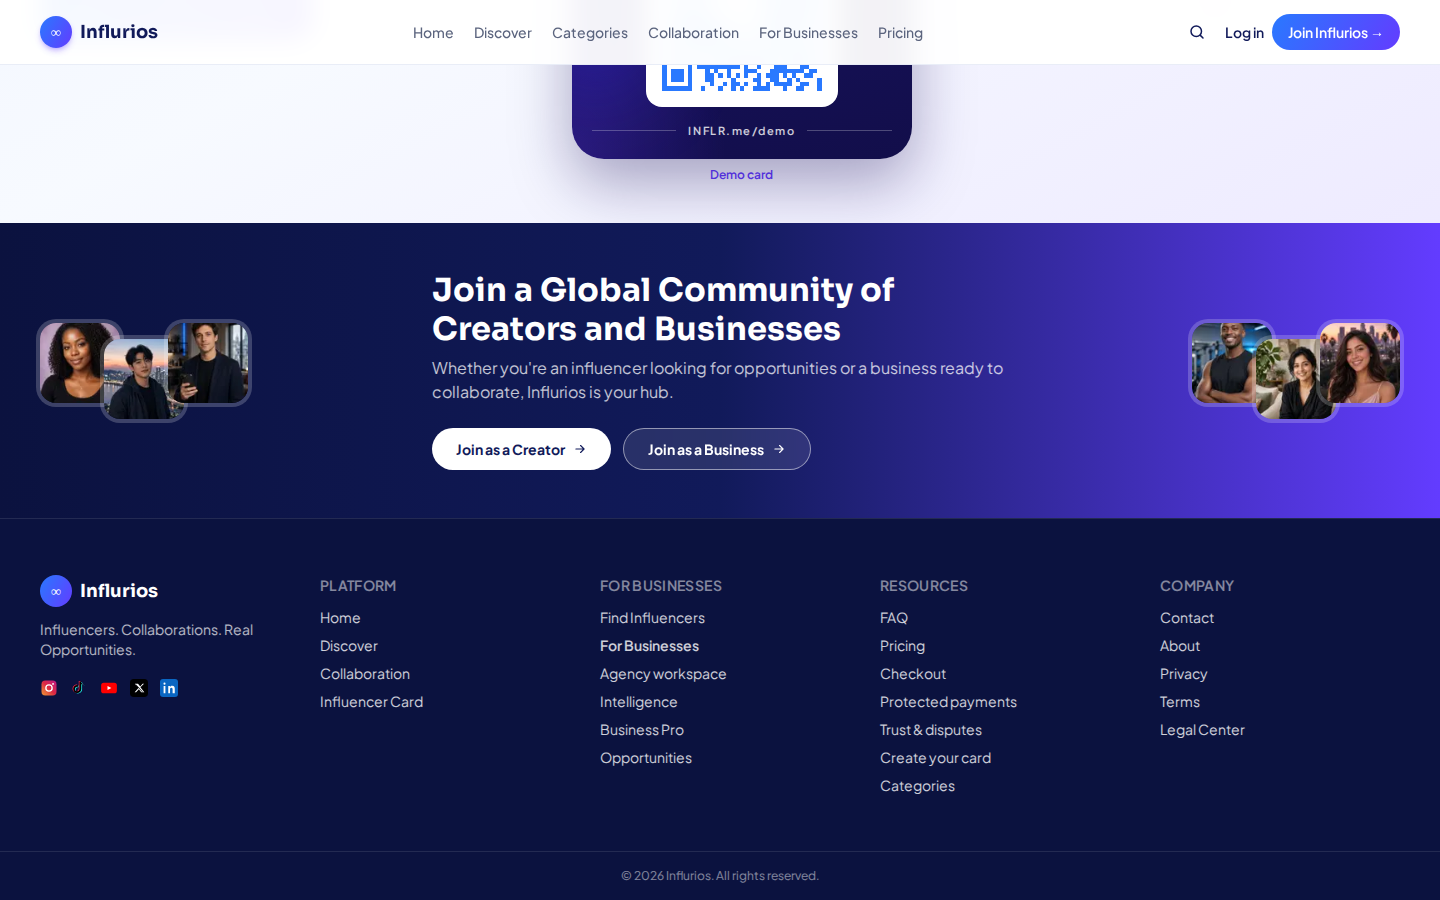 Influrios
Home Discover Categories Collaboration For Businesses Pricing
Log in
Join Influrios →
INFLR.me/demo
Demo card
Join a Global Community of
Creators and Businesses
Whether you're an influencer looking for opportunities or a business ready to
collaborate, Influrios is your hub.
Join as a Creator →
Join as a Business →
Influrios
Influencers. Collaborations. Real
Opportunities.
PLATFORM
Home
Discover
Collaboration
Influencer Card
FOR BUSINESSES
Find Influencers
For Businesses
Agency workspace
Intelligence
Business Pro
Opportunities
RESOURCES
FAQ
Pricing
Checkout
Protected payments
Trust & disputes
Create your card
Categories
COMPANY
Contact
About
Privacy
Terms
Legal Center
© 2026 Influrios. All rights reserved.